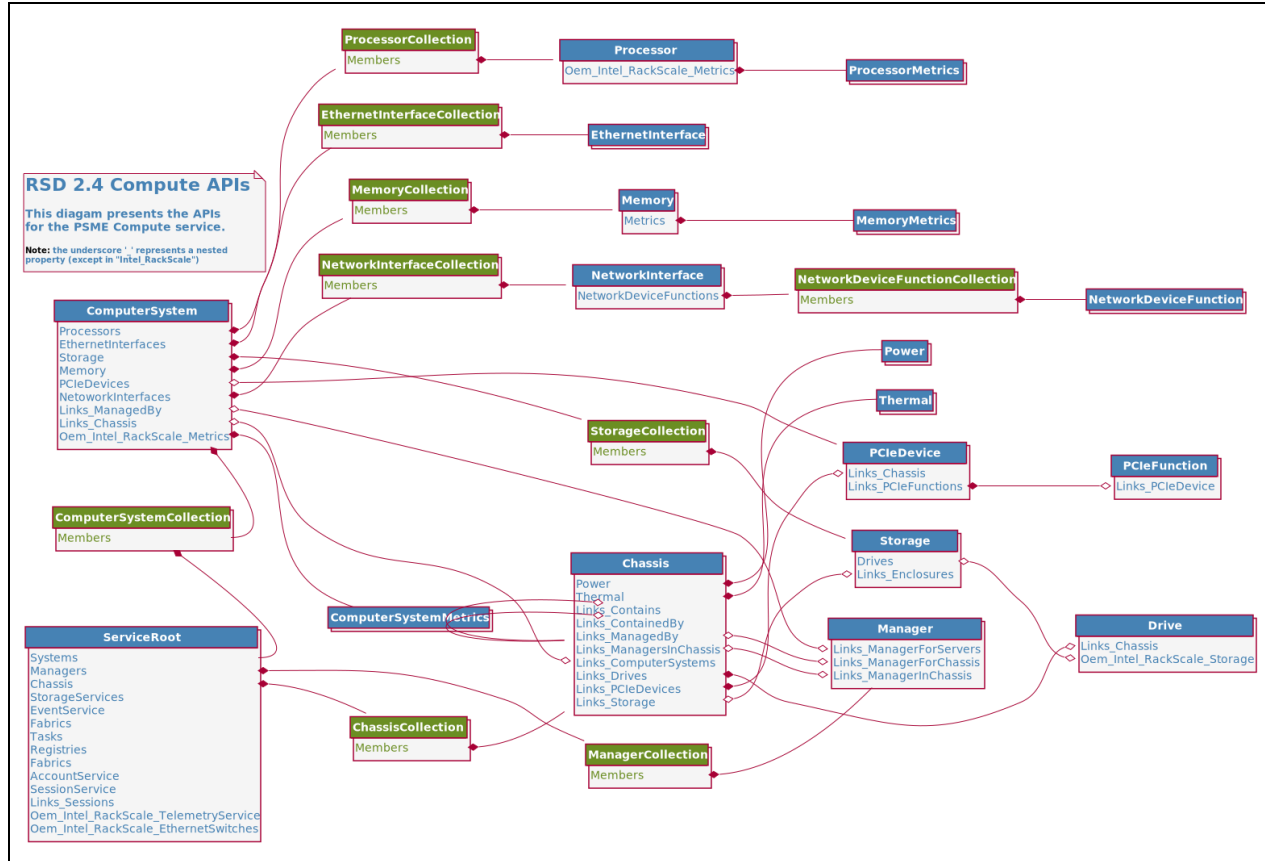 ProcessorCollection
Members
Processor
Oem_Intel_RackScale_Metrics
ProcessorMetrics
EthernetInterfaceCollection
Members
EthernetInterface
RSD 2.4 Compute APIs
This diagam presents the APIs
for the PSME Compute service.
Note: the underscore '_' represents a nested
property (except in "Intel_RackScale")
MemoryCollection
Members
Memory
Metrics
MemoryMetrics
NetworkInterfaceCollection
Members
NetworkInterface
NetworkDeviceFunctions
NetworkDeviceFunctionCollection
Members
NetworkDeviceFunction
ComputerSystem
Processors
EthernetInterfaces
Storage
Memory
PCIeDevices
NetoworkInterfaces
Links_ManagedBy
Links_Chassis
Oem_Intel_RackScale_Metrics
Power
Thermal
StorageCollection
Members
PCIeDevice
Links_Chassis
Links_PCIeFunctions
PCIeFunction
Links_PCIeDevice
ComputerSystemCollection
Members
Storage
Drives
Links_Enclosures
Chassis
Power
Thermal
Links_Contains
Links_ContainedBy
Links_ManagedBy
Links_ManagersInChassis
Links_ComputerSystems
Links_Drives
Links_PCIeDevices
Links_Storage
ComputerSystemMetrics
Manager
Links_ManagerForServers
Links_ManagerForChassis
Links_ManagerInChassis
Drive
Links_Chassis
Oem_Intel_RackScale_Storage
ServiceRoot
Systems
Managers
Chassis
StorageServices
EventService
Fabrics
Tasks
Registries
Fabrics
AccountService
SessionService
Links_Sessions
Oem_Intel_RackScale_TelemetryService
Oem_Intel_RackScale_EthernetSwitches
ChassisCollection
Members
ManagerCollection
Members